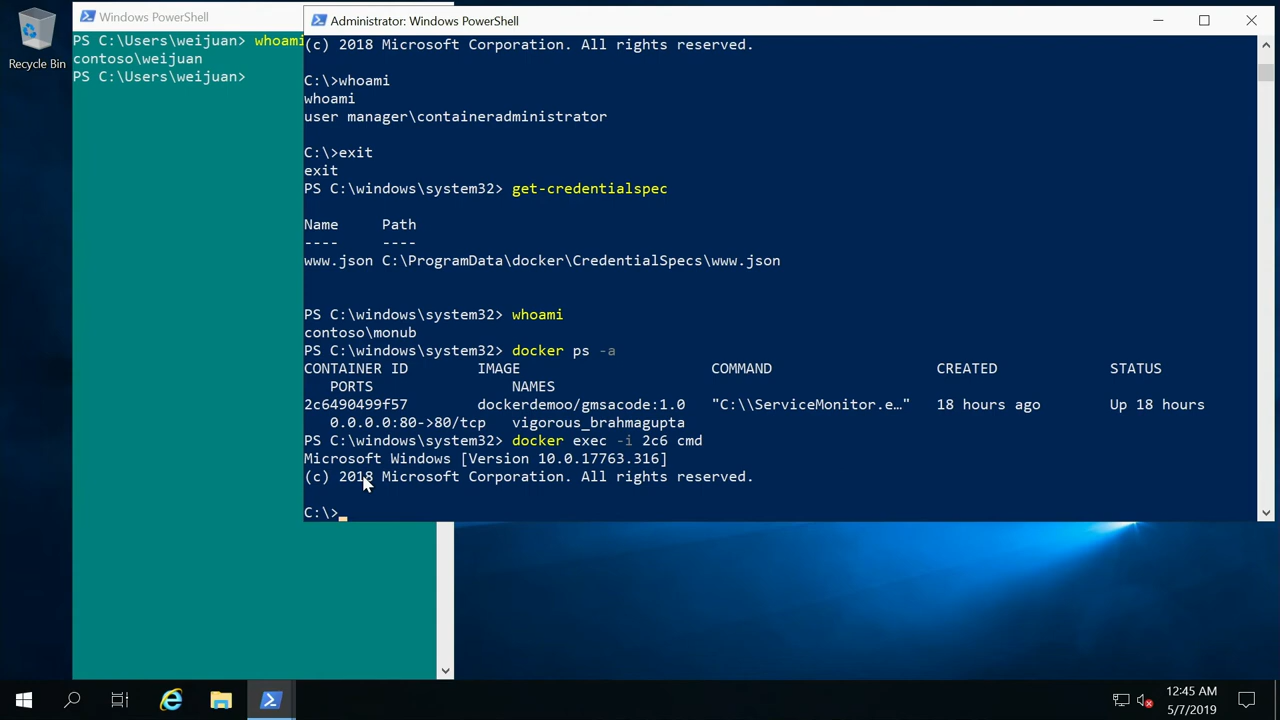 Recycle Bin
Windows PowerShell
PS C:\Users\weijuan> whoami
contoso\weijuan
PS C:\Users\weijuan>
Administrator: Windows PowerShell
(c) 2018 Microsoft Corporation. All rights reserved.
C:\>whoami
whoami
user manager\containeradministrator
C:\>exit
exit
PS C:\windows\system32> get-credentialspec
Name     Path
----     ----
www.json C:\ProgramData\docker\CredentialSpecs\www.json
PS C:\windows\system32> whoami
contoso\monub
PS C:\windows\system32> docker ps -a
CONTAINER ID        IMAGE                      COMMAND                   CREATED             STATUS
   PORTS                NAMES
2c6490499f57        dockerdemoo/gmsacode:1.0   "C:\\ServiceMonitor.e…"   18 hours ago        Up 18 hours
   0.0.0.0:80->80/tcp   vigorous_brahmagupta
PS C:\windows\system32> docker exec -i 2c6 cmd
Microsoft Windows [Version 10.0.17763.316]
(c) 2018 Microsoft Corporation. All rights reserved.
C:\>
12:45 AM
5/7/2019